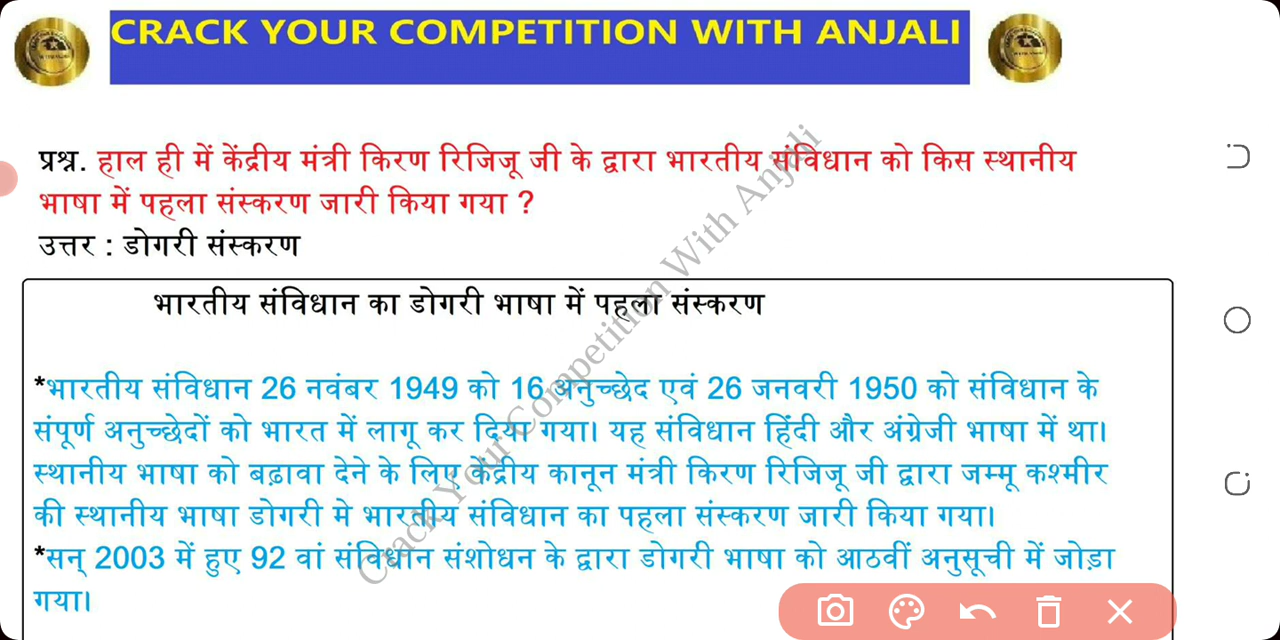 CRACK YOUR COMPETITION WITH ANJALI
प्रश्न. हाल ही में केंद्रीय मंत्री किरण रिजिजू जी के द्वारा भारतीय संविधान को किस स्थानीय
भाषा में पहला संस्करण जारी किया गया ?
उत्तर : डोगरी संस्करण
भारतीय संविधान का डोगरी भाषा में पहला संस्करण
*भारतीय संविधान 26 नवंबर 1949 को 16 अनुच्छेद एवं 26 जनवरी 1950 को संविधान के
संपूर्ण अनुच्छेदों को भारत में लागू कर दिया गया। यह संविधान हिंदी और अंग्रेजी भाषा में था।
स्थानीय भाषा को बढ़ावा देने के लिए केंद्रीय कानून मंत्री किरण रिजिजू जी द्वारा जम्मू कश्मीर
की स्थानीय भाषा डोगरी मे भारतीय संविधान का पहला संस्करण जारी किया गया।
*सन् 2003 में हुए 92 वां संविधान संशोधन के द्वारा डोगरी भाषा को आठवीं अनुसूची में जोड़ा
गया।
Crack Your Competition With Anjali